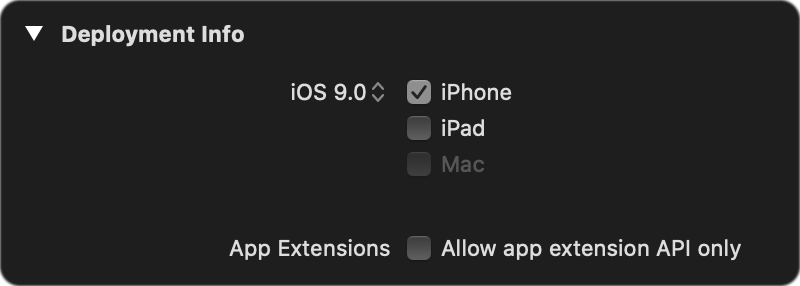 Deployment Info
iOS 9.0 iPhone
iPad
Mac
App Extensions Allow app extension API only